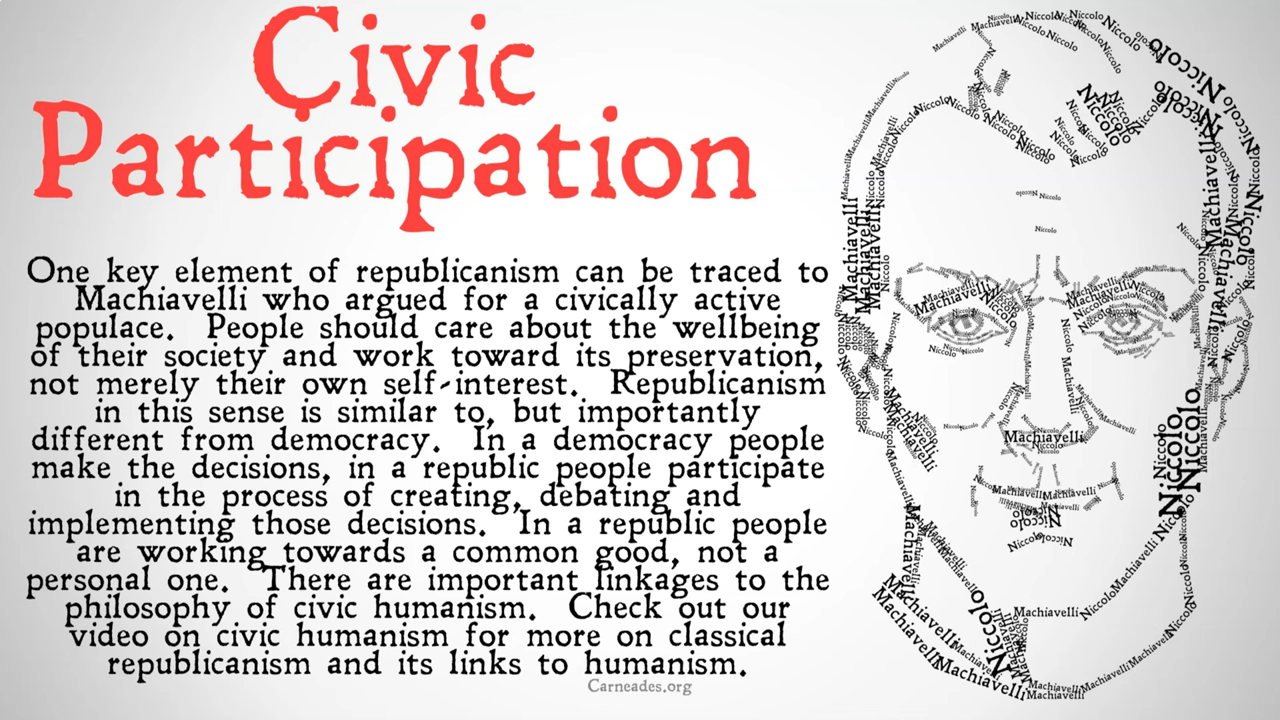 Civic
Participation
One key element of republicanism can be traced to
Machiavelli who argued for a civically active
populace. People should care about the wellbeing
of their society and work toward its preservation,
not merely their own self-interest. Republicanism
in this sense is similar to, but importantly
different from democracy. In a democracy people
make the decisions, in a republic people participate
in the process of creating, debating and
implementing those decisions. In a republic people
are working towards a common good, not a
personal one. There are important linkages to the
philosophy of civic humanism. Check out our
video on civic humanism for more on classical
republicanism and its links to humanism.
Carneades.org
Niccolo
Machiavelli